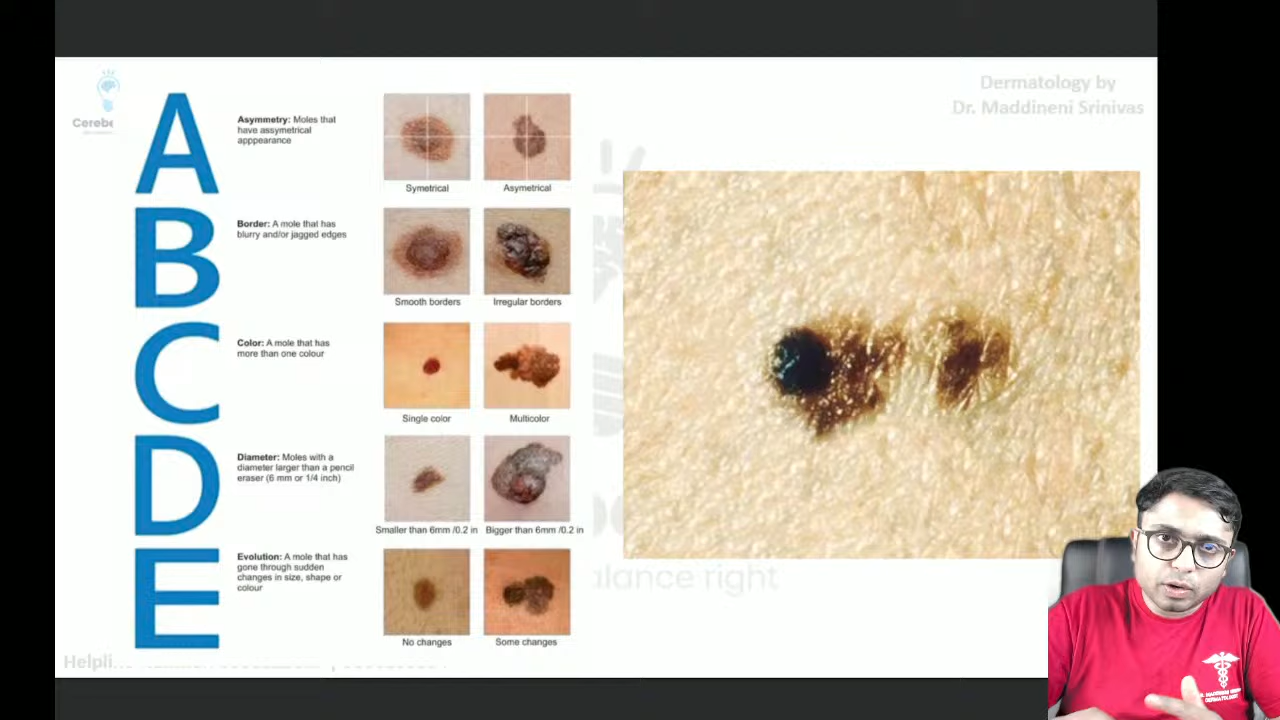 Cerebe
Dermatology by
Dr. Maddineni Srinivas
A
Asymmetry: Moles that
have assymetrical
apppearance
Symetrical
Asymetrical
B
Border: A mole that has
blurry and/or jagged edges
Smooth borders
Irregular borders
C
Color: A mole that has
more than one colour
Single color
Multicolor
D
Diameter: Moles with a
diameter larger than a pencil
eraser (6 mm or 1/4 inch)
Smaller than 6mm /0.2 in
Bigger than 6mm /0.2 in
E
Evolution: A mole that has
gone through sudden
changes in size, shape or
colour
No changes
Some changes
alance right